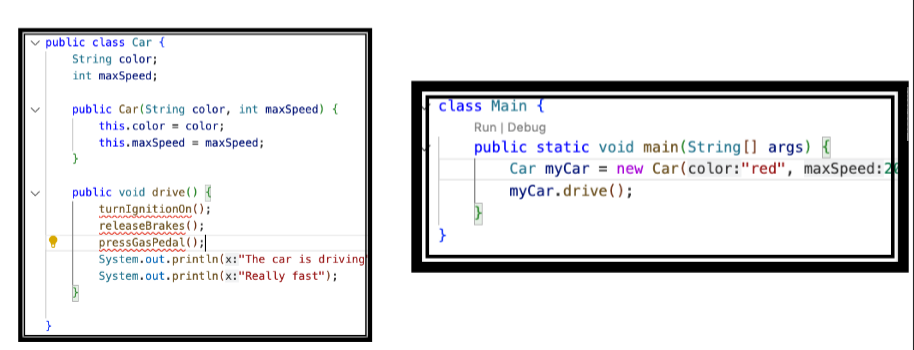 public class Car {
String color;
int maxSpeed;
public Car(String color, int maxSpeed) {
this.color = color;
this.maxSpeed = maxSpeed;
}
public void drive() {
turnIgnitionOn();
releaseBrakes();
pressGasPedal();
System.out.println(x:"The car is driving
System.out.println(x:"Really fast");
}
}
class Main {
Run | Debug
public static void main(String[] args) {
Car myCar = new Car(color:"red", maxSpeed:
myCar.drive();
}
}